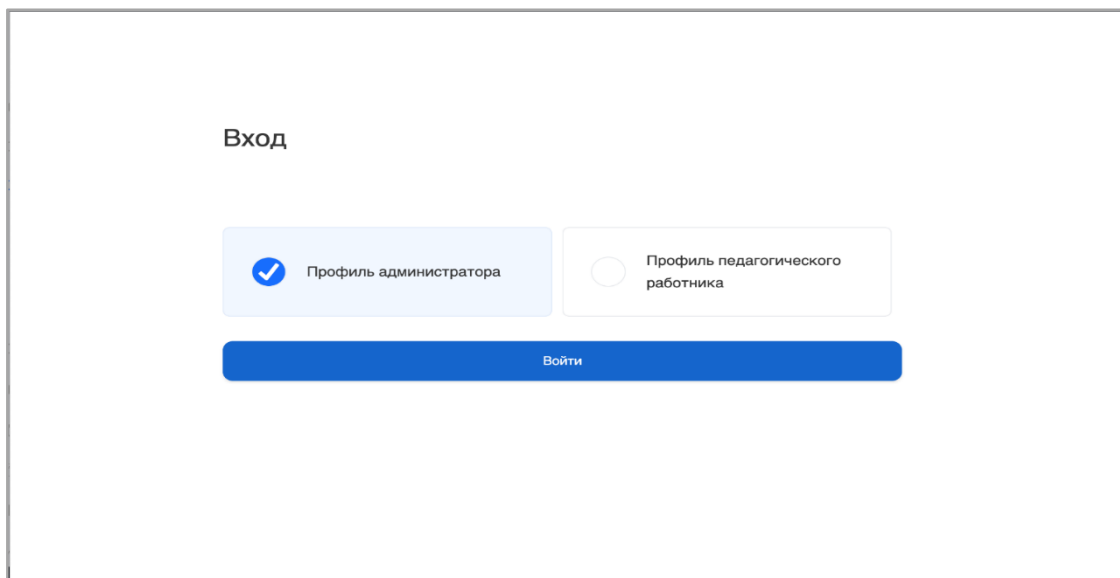 Вход
Профиль администратора
Профиль педагогического
работника
Войти